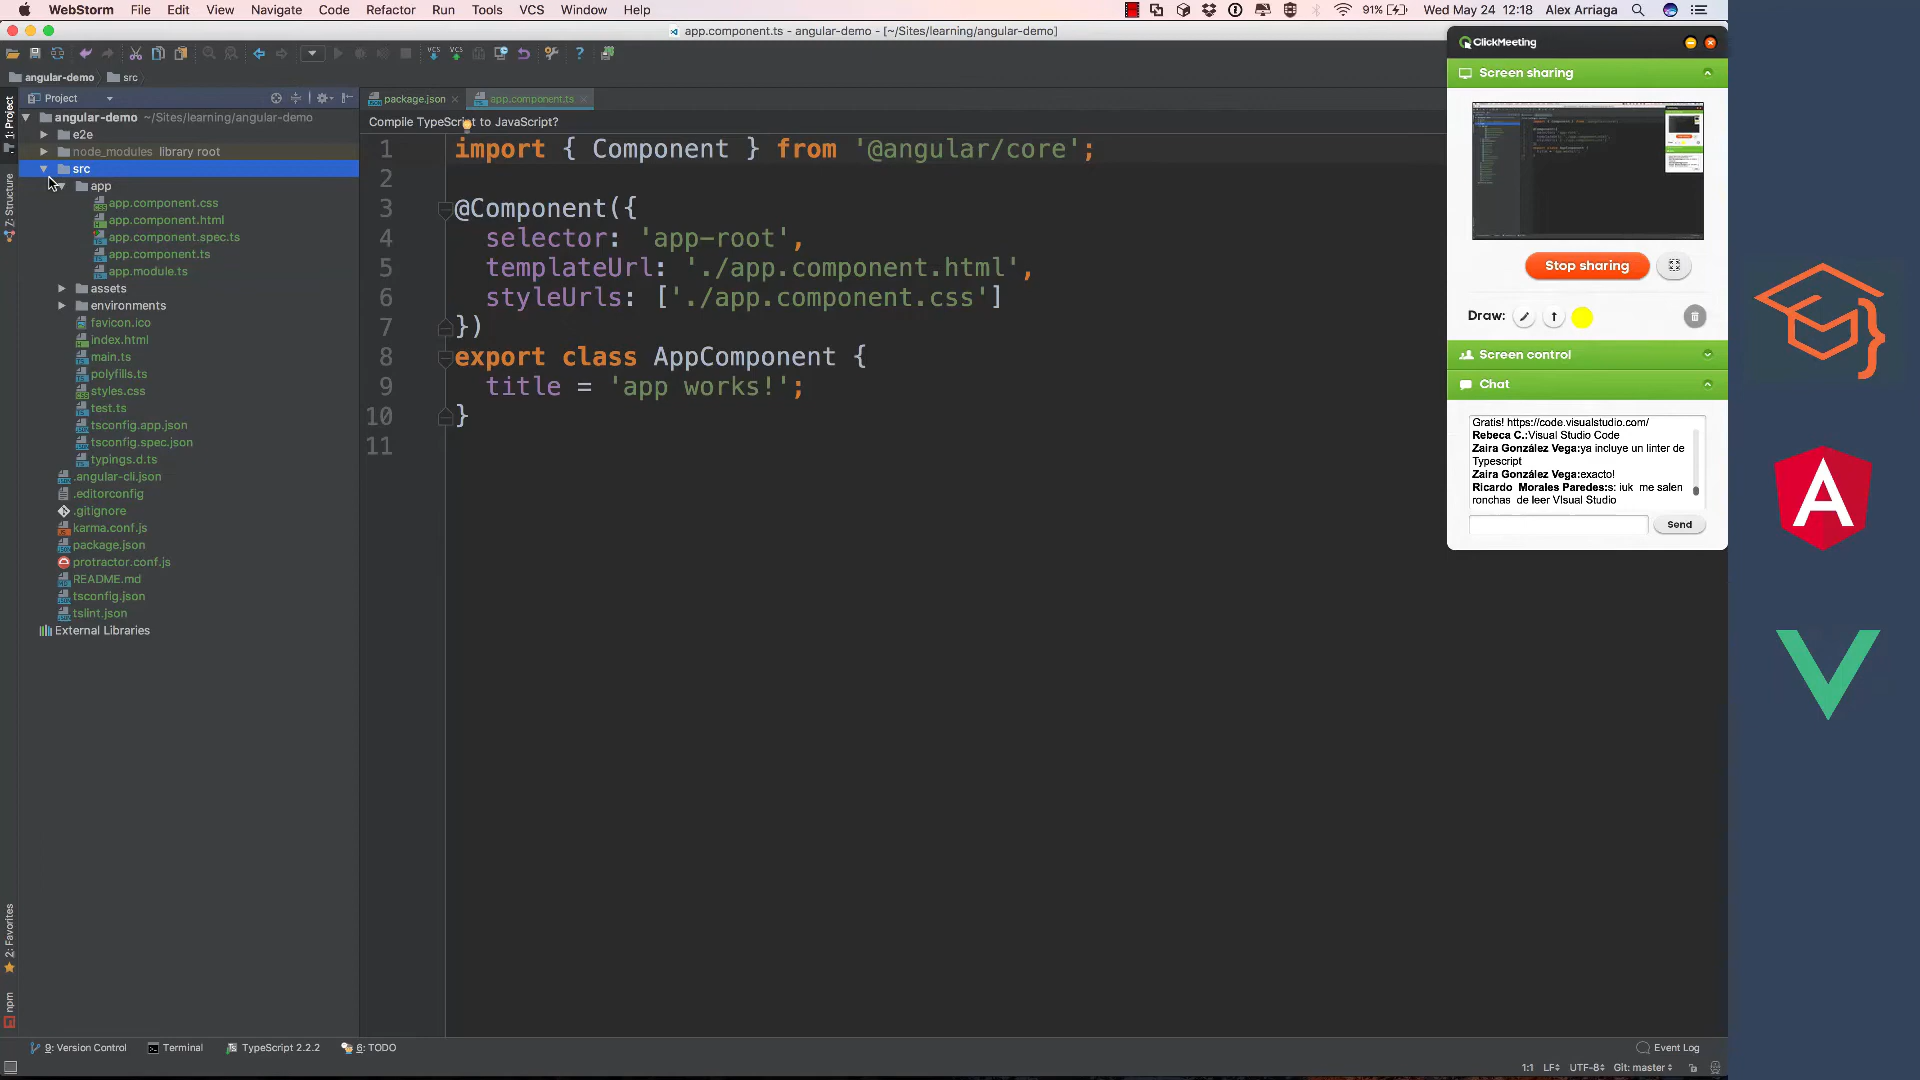 WebStorm File Edit View Navigate Code Refactor Run Tools VCS Window Help
91% Wed May 24 12:18 Alex Arriaga
app.component.ts - angular-demo - [~/Sites/learning/angular-demo]
angular-demo src
Project
package.json app.component.ts
Compile TypeScript to JavaScript?
1: Project
7: Structure
2: Favorites
npm
angular-demo ~/Sites/learning/angular-demo
e2e
node_modules library root
src
app
app.component.css
app.component.html
app.component.spec.ts
app.component.ts
app.module.ts
assets
environments
favicon.ico
index.html
main.ts
polyfills.ts
styles.css
test.ts
tsconfig.app.json
tsconfig.spec.json
typings.d.ts
.angular-cli.json
.editorconfig
.gitignore
karma.conf.js
package.json
protractor.conf.js
README.md
tsconfig.json
tslint.json
External Libraries
1 import { Component } from '@angular/core';
2
3 @Component({
4 selector: 'app-root',
5 templateUrl: './app.component.html',
6 styleUrls: ['./app.component.css']
7 })
8 export class AppComponent {
9 title = 'app works!';
10 }
11
ClickMeeting
Screen sharing
Stop sharing
Draw:
Screen control
Chat
Gratis! https://code.visualstudio.com/
Rebeca C.:Visual Studio Code
Zaira González Vega:ya incluye un linter de
Typescript
Zaira González Vega:exacto!
Ricardo Morales Paredes:s: iuk me salen
ronchas de leer VIsual Studio
Send
9: Version Control Terminal TypeScript 2.2.2 6: TODO
Event Log
1:1 LF UTF-8 Git: master